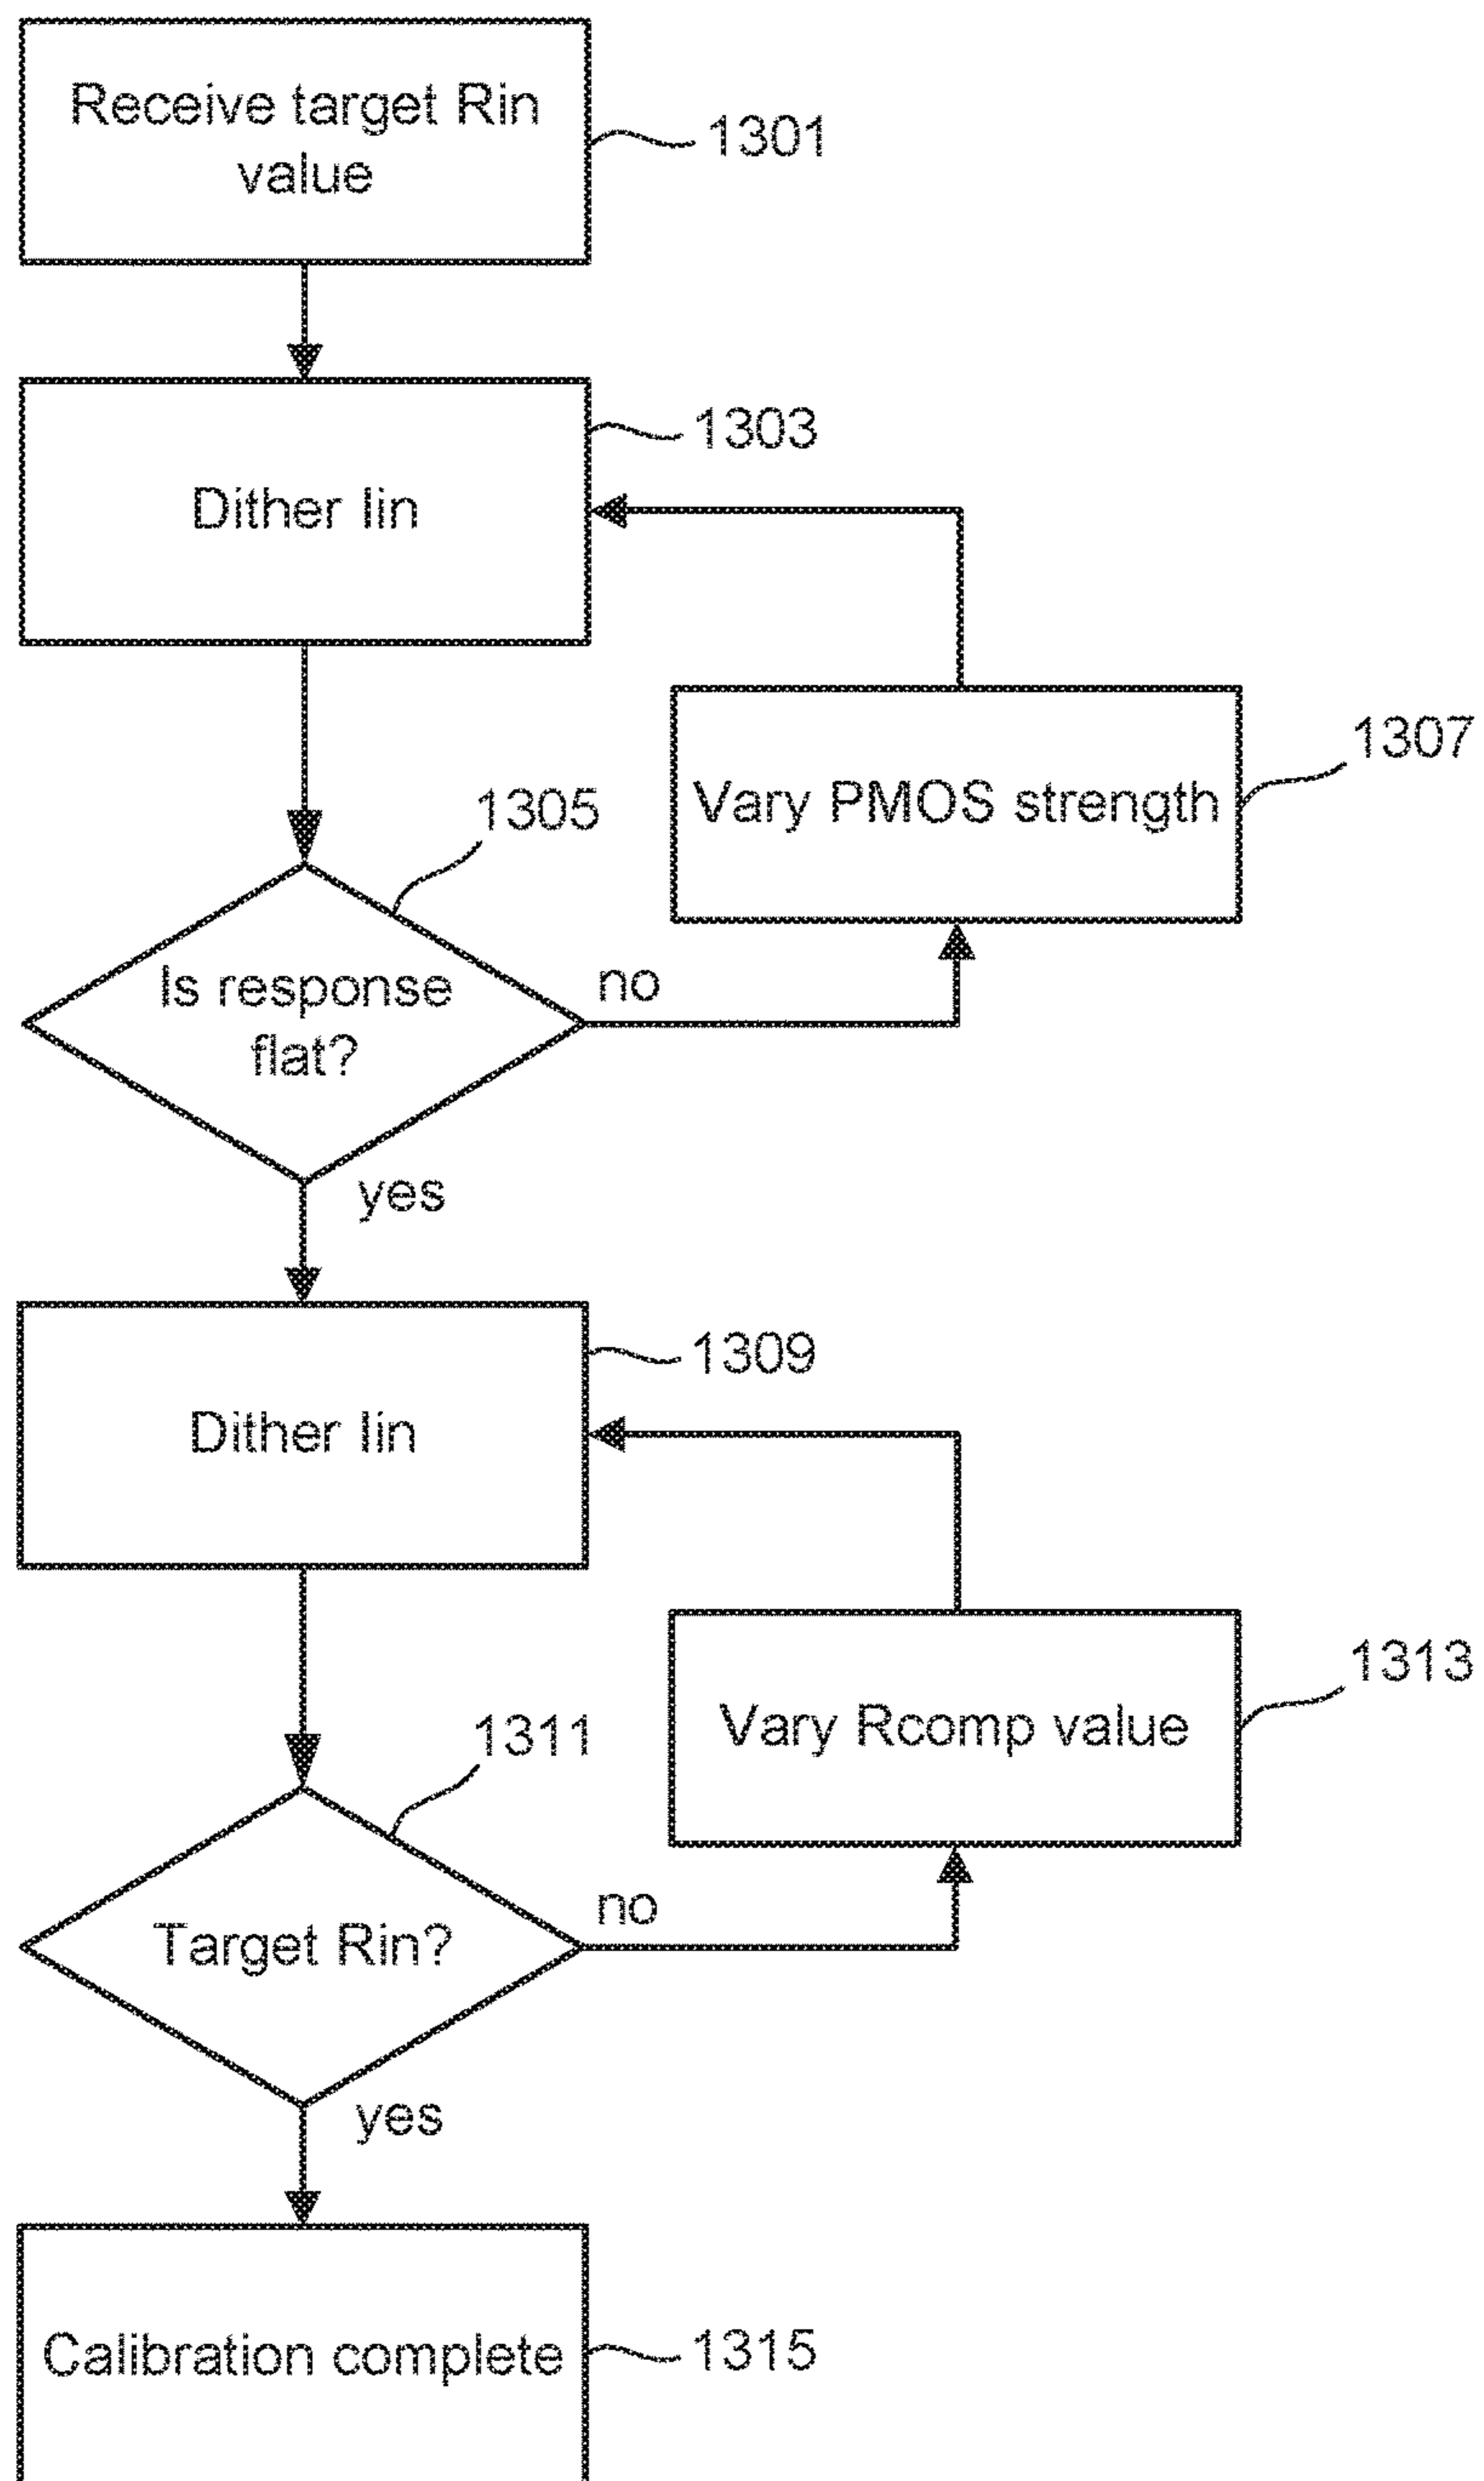 Receive target Rin
value
1301
1303
Dither Iin
1307
Vary PMOS strength
1305
Is response
flat?
no
yes
1309
Dither Iin
1313
Vary Rcomp value
1311
Target Rin?
no
yes
Calibration complete
1315